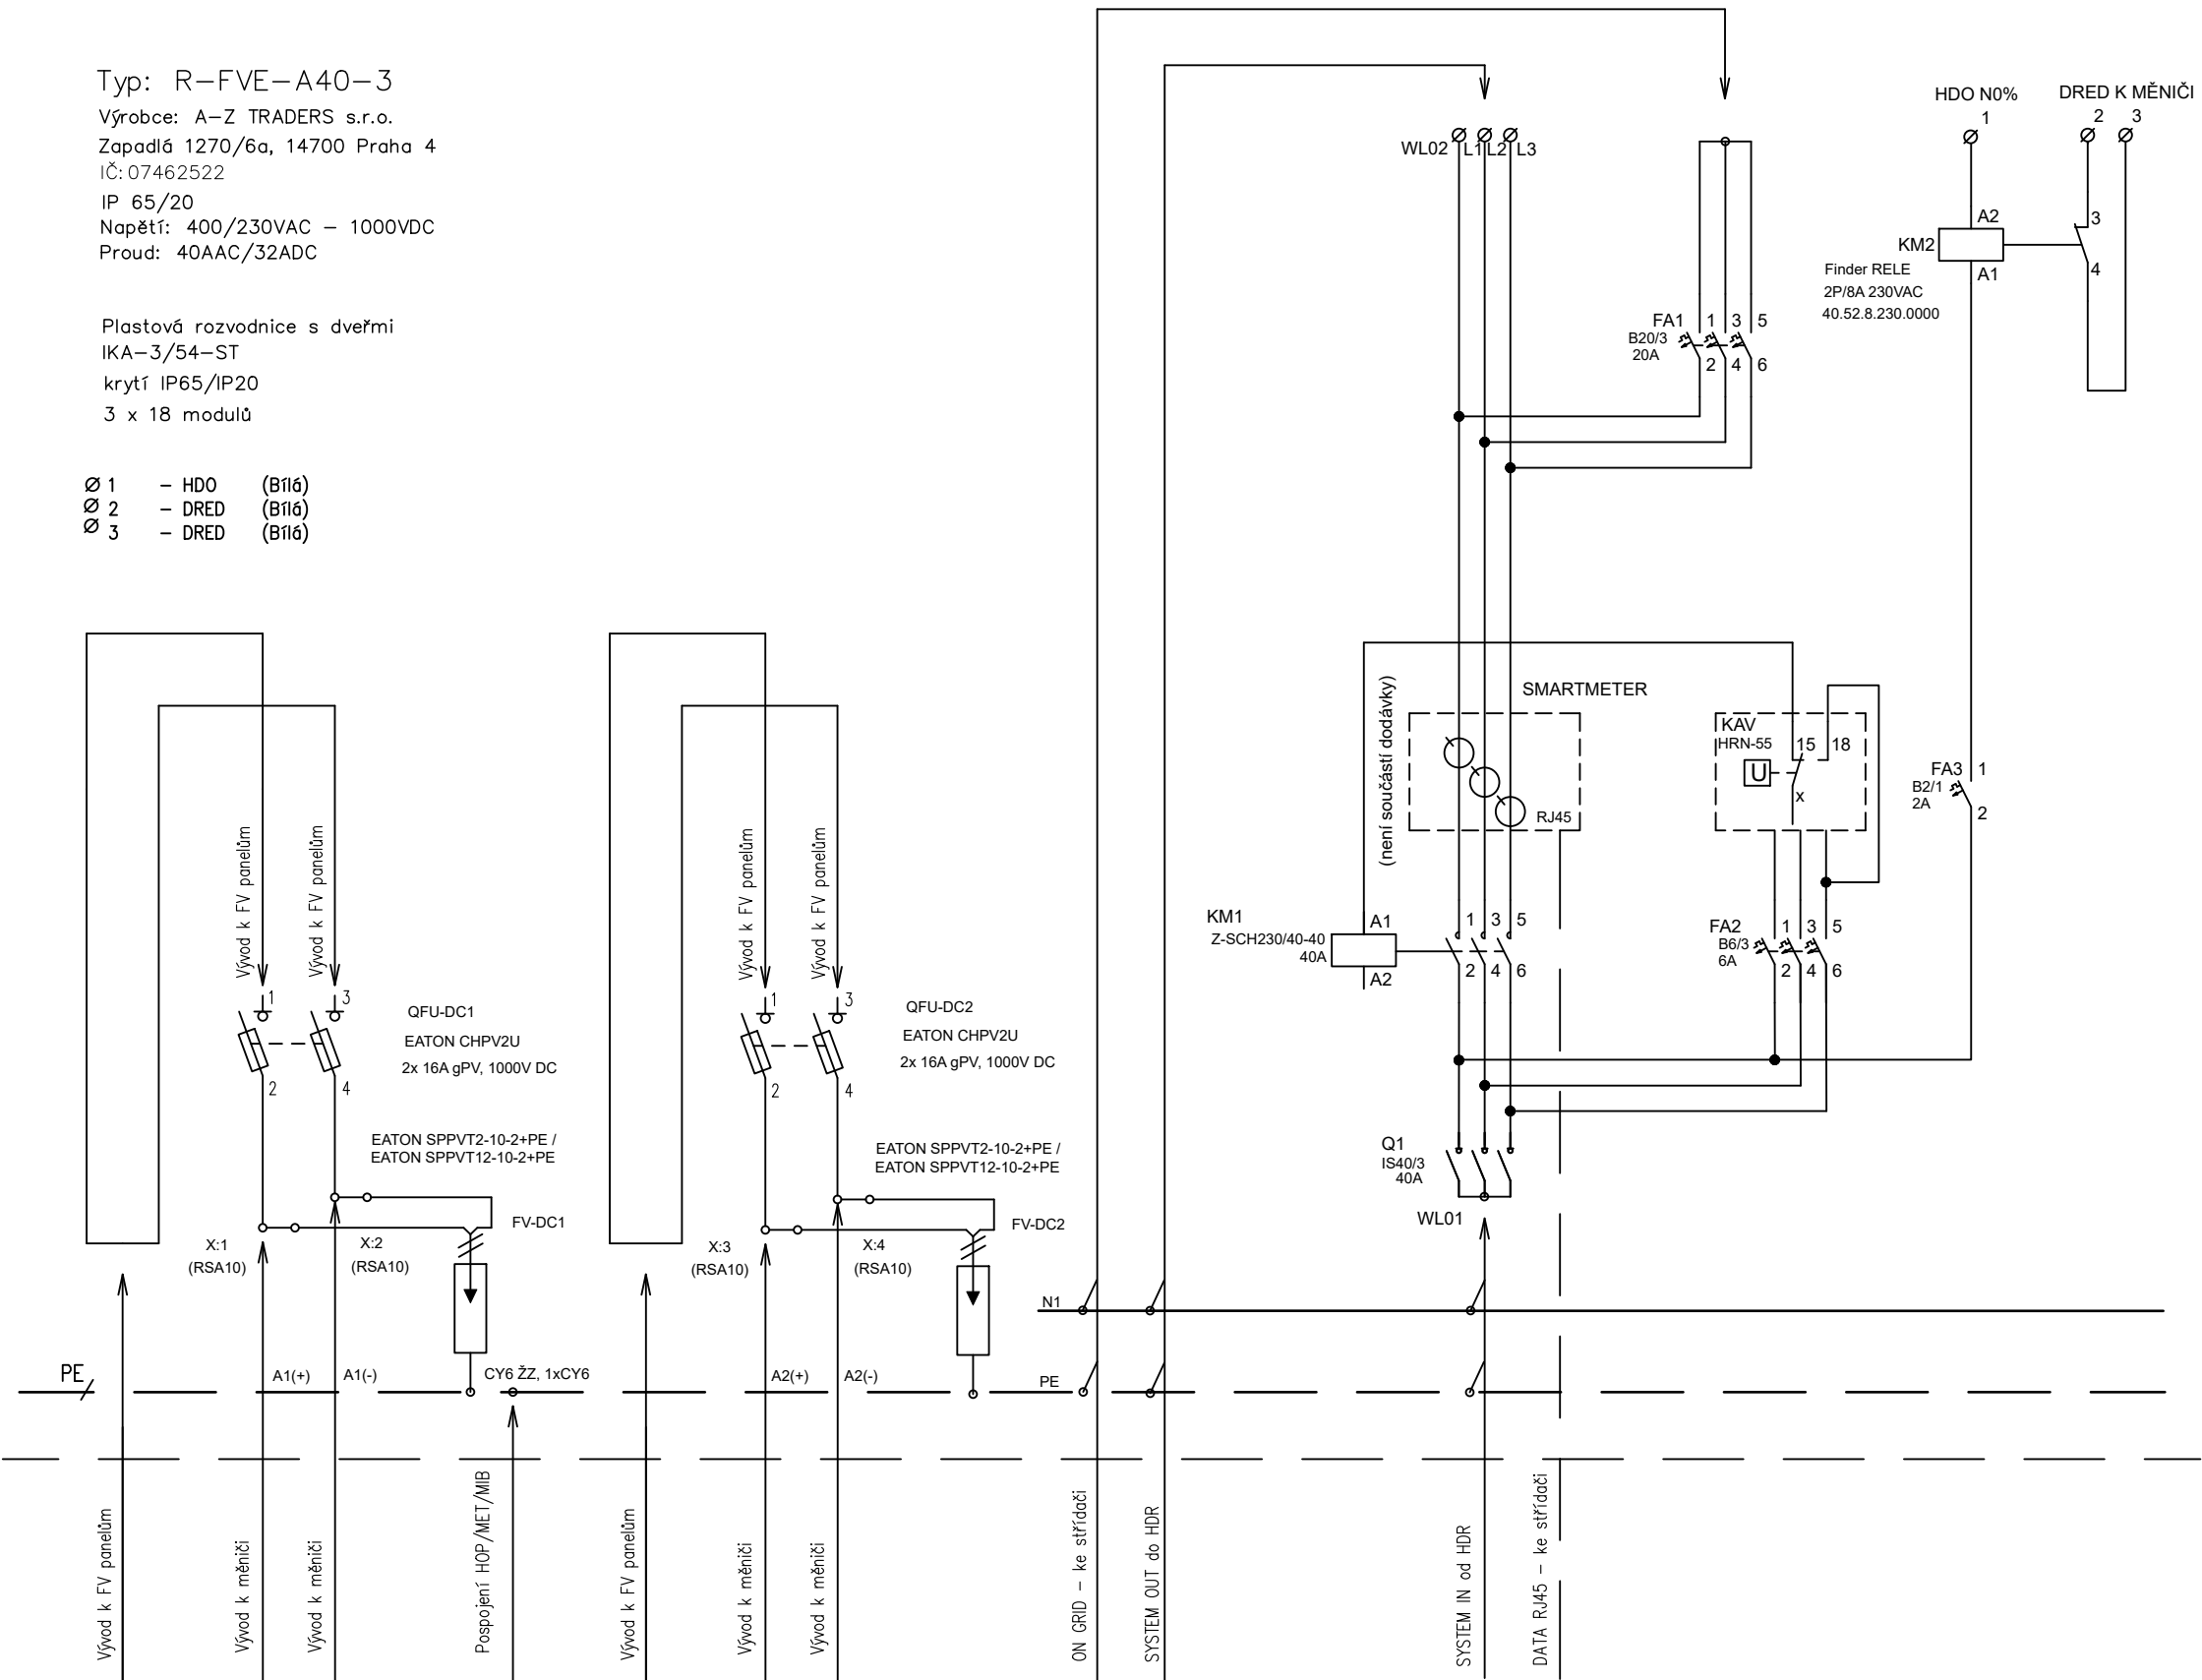 Typ: R-FVE-A40-3
Výrobce: A-Z TRADERS s.r.o.
Zapadlá 1270/6a, 14700 Praha 4
IČ: 07462522
IP 65/20
Napětí: 400/230VAC - 1000VDC
Proud: 40AAC/32ADC
Plastová rozvodnice s dveřmi
IKA-3/54-ST
krytí IP65/IP20
3 x 18 modulů
Ø 1 - HDO (Bílá)
Ø 2 - DRED (Bílá)
Ø 3 - DRED (Bílá)
HDO N0%
1
DRED K MĚNIČI
2 3
WL02 L1 L2 L3
A2
KM2
A1
3
4
Finder RELE
2P/8A 230VAC
40.52.8.230.0000
FA1 1 3 5
B20/3
20A
2 4 6
(není součástí dodávky)
SMARTMETER
RJ45
KAV
HRN-55 15 18
U
x
FA3 1
B2/1
2A
2
KM1
Z-SCH230/40-40
40A
A1
A2
1 3 5
2 4 6
FA2 1 3 5
B6/3
6A
2 4 6
Q1
IS40/3
40A
WL01
Vývod k FV panelům
Vývod k FV panelům
1 3
2 4
QFU-DC1
EATON CHPV2U
2x 16A gPV, 1000V DC
EATON SPPVT2-10-2+PE /
EATON SPPVT12-10-2+PE
FV-DC1
X:1
(RSA10)
X:2
(RSA10)
Vývod k FV panelům
Vývod k FV panelům
1 3
2 4
QFU-DC2
EATON CHPV2U
2x 16A gPV, 1000V DC
EATON SPPVT2-10-2+PE /
EATON SPPVT12-10-2+PE
FV-DC2
X:3
(RSA10)
X:4
(RSA10)
N1
PE
A1(+) A1(-)
CY6 ŽZ, 1xCY6
A2(+) A2(-)
PE
Vývod k FV panelům
Vývod k měniči
Vývod k měniči
Pospojení HOP/MET/MIB
Vývod k FV panelům
Vývod k měniči
Vývod k měniči
ON GRID - ke střídači
SYSTEM OUT do HDR
SYSTEM IN od HDR
DATA RJ45 - ke střídači